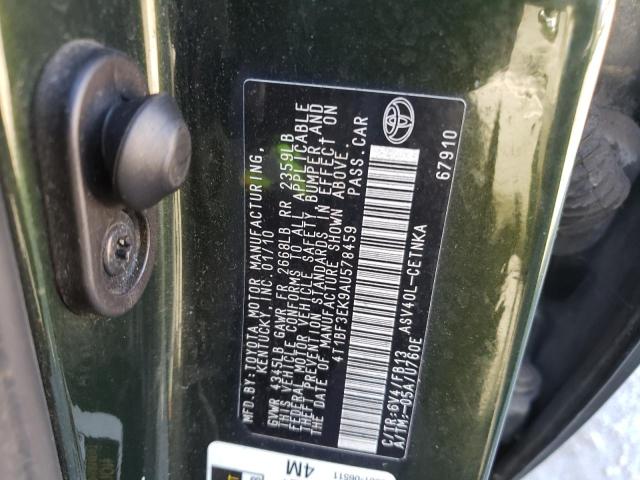 MFD.BY:TOYOTA MOTOR MANUFACTURING,
KENTUCKY, INC. 01/10
GVWR 4345LB GAWR FR 2668LB RR 2359LB
THIS VEHICLE CONFORMS TO ALL APPLICABLE
FEDERAL MOTOR VEHICLE SAFETY, BUMPER, AND
THEFT PREVENTION STANDARDS IN EFFECT ON
THE DATE OF MANUFACTURE SHOWN ABOVE.
4T1BF3EK9AU578459 PASS.CAR
C/TR:6V4/FB13 ASV40L-CETNKA
A/TM:-05A/U760E
67910
4M